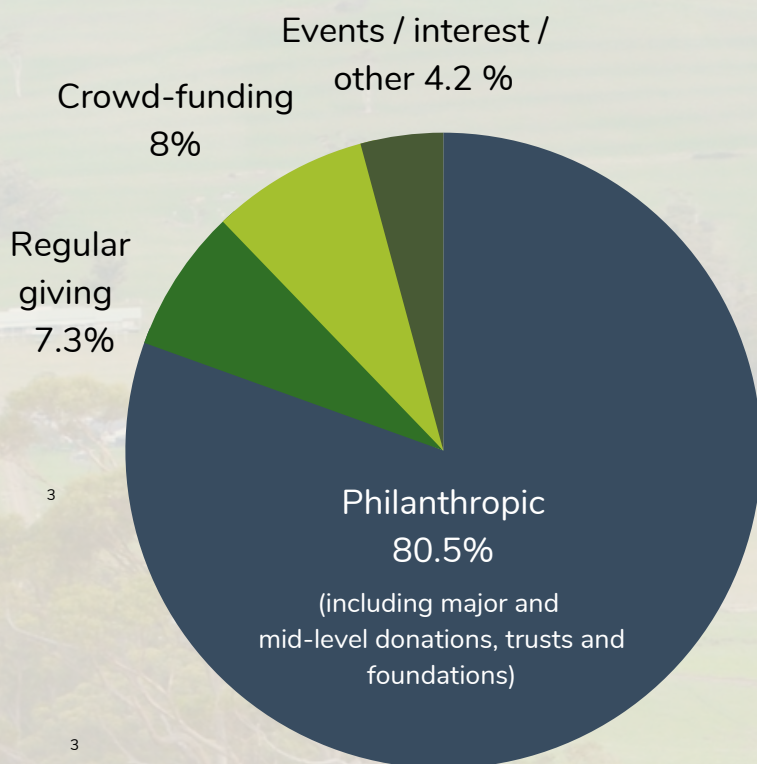 Events / interest /
other 4.2 %
Crowd-funding
8%
Regular
giving
7.3%
3
Philanthropic
80.5%
(including major and
mid-level donations, trusts and
foundations)
3